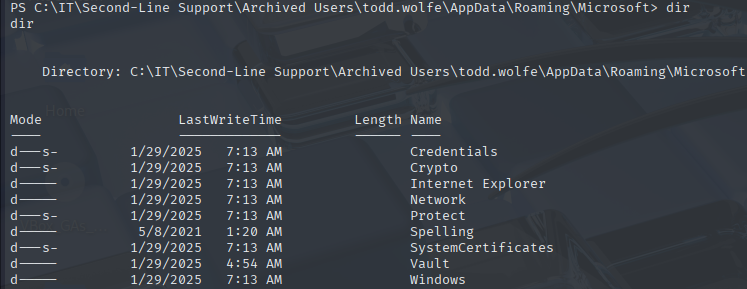 PS C:\IT\Second-Line Support\Archived Users\todd.wolfe\AppData\Roaming\Microsoft> dir
dir
Directory: C:\IT\Second-Line Support\Archived Users\todd.wolfe\AppData\Roaming\Microsoft
Mode LastWriteTime Length Name
---- ------------- ------ ----
d---s- 1/29/2025 7:13 AM Credentials
d---s- 1/29/2025 7:13 AM Crypto
d----- 1/29/2025 7:13 AM Internet Explorer
d----- 1/29/2025 7:13 AM Network
d---s- 1/29/2025 7:13 AM Protect
d----- 5/8/2021 1:20 AM Spelling
d---s- 1/29/2025 7:13 AM SystemCertificates
d----- 1/29/2025 4:54 AM Vault
d----- 1/29/2025 7:13 AM Windows